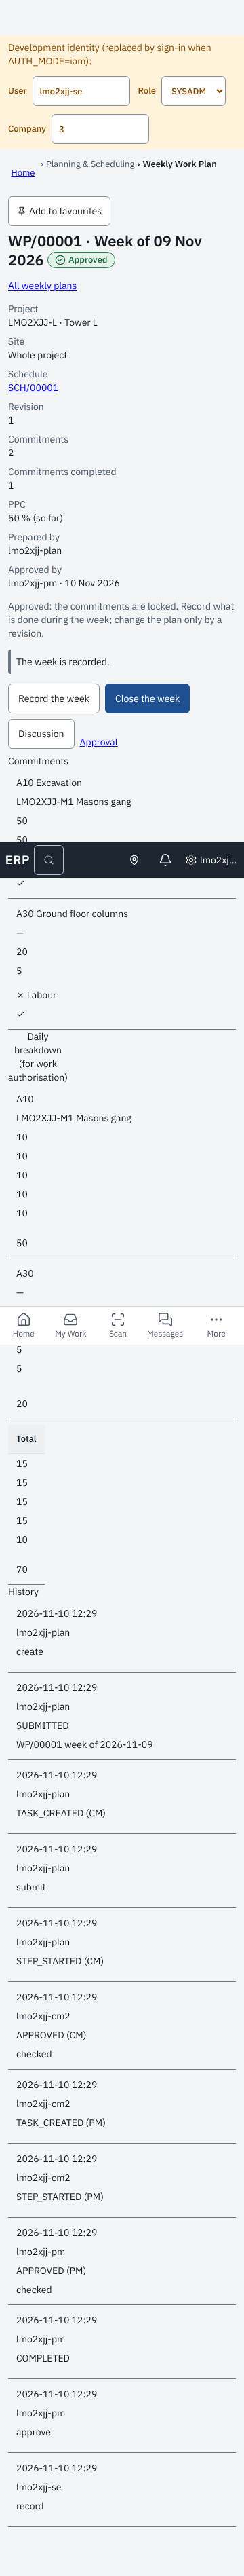 Development identity (replaced by sign-in when
AUTH_MODE=iam):
User lmo2xjj-se Role SYSADM
Company 3
Home › Planning & Scheduling › Weekly Work Plan
Add to favourites
WP/00001 · Week of 09 Nov
2026 Approved
All weekly plans
Project
LMO2XJJ-L · Tower L
Site
Whole project
Schedule
SCH/00001
Revision
1
Commitments
2
Commitments completed
1
PPC
50 % (so far)
Prepared by
lmo2xjj-plan
Approved by
lmo2xjj-pm · 10 Nov 2026
Approved: the commitments are locked. Record what
is done during the week; change the plan only by a
revision.
The week is recorded.
Record the week Close the week
Discussion Approval
Commitments
A10 Excavation
LMO2XJJ-M1 Masons gang
50
50
ERP lmo2xj...
✓
A30 Ground floor columns
—
20
5
× Labour
✓
Daily
breakdown
(for work
authorisation)
A10
LMO2XJJ-M1 Masons gang
10
10
10
10
10
50
A30
—
Home My Work Scan Messages More
5
5
20
Total
15
15
15
15
10
70
History
2026-11-10 12:29
lmo2xjj-plan
create
2026-11-10 12:29
lmo2xjj-plan
SUBMITTED
WP/00001 week of 2026-11-09
2026-11-10 12:29
lmo2xjj-plan
TASK_CREATED (CM)
2026-11-10 12:29
lmo2xjj-plan
submit
2026-11-10 12:29
lmo2xjj-plan
STEP_STARTED (CM)
2026-11-10 12:29
lmo2xjj-cm2
APPROVED (CM)
checked
2026-11-10 12:29
lmo2xjj-cm2
TASK_CREATED (PM)
2026-11-10 12:29
lmo2xjj-cm2
STEP_STARTED (PM)
2026-11-10 12:29
lmo2xjj-pm
APPROVED (PM)
checked
2026-11-10 12:29
lmo2xjj-pm
COMPLETED
2026-11-10 12:29
lmo2xjj-pm
approve
2026-11-10 12:29
lmo2xjj-se
record